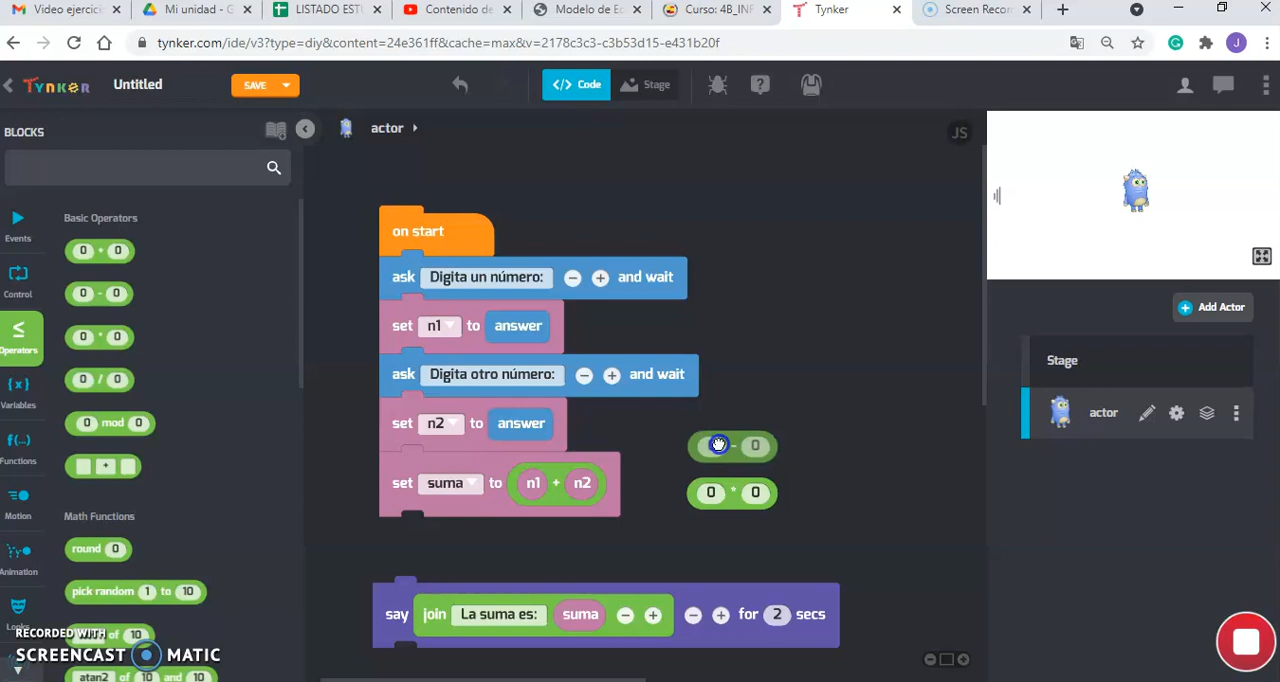 Video ejercicio
Mi unidad - G
LISTADO EST
Contenido de
Modelo de Ec
Curso: 4B_INF
Tynker
Screen Recor
tynker.com/ide/v3?type=diy&content=24e361ff&cache=max&v=2178c3c3-c3b53d15-e431b20f
J
Tynker
Untitled
SAVE
</> Code
Stage
BLOCKS
actor
JS
Events
Control
Operators
Variables
Functions
Motion
Animation
Looks
Basic Operators
0 + 0
0 - 0
0 * 0
0 / 0
0 mod 0
+
Math Functions
round 0
pick random 1 to 10
of 10
atan2 of 10 and 10
on start
ask Digita un número: - + and wait
set n1 to answer
ask Digita otro número: - + and wait
set n2 to answer
set suma to n1 + n2
- 0
0 * 0
say join La suma es: suma - + - + for 2 secs
Add Actor
Stage
actor
RECORDED WITH
SCREENCAST MATIC